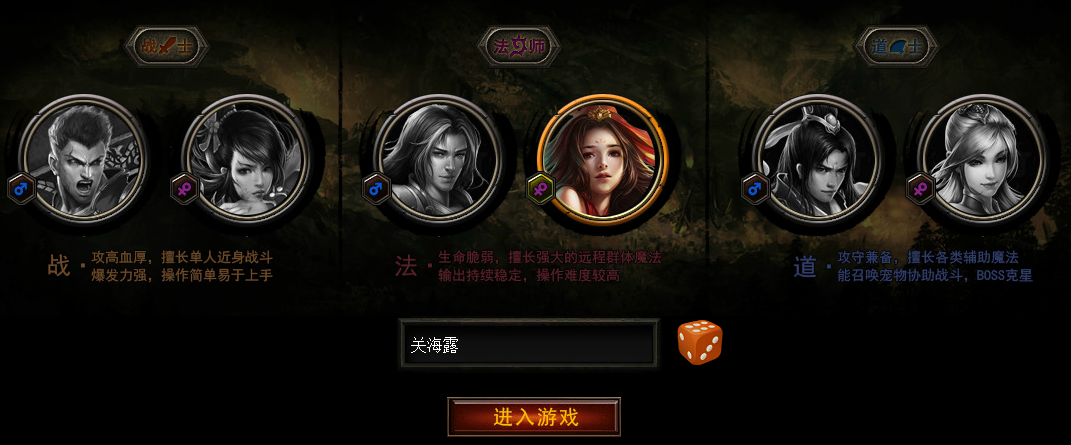 战士
法师
道士
战·攻高血厚，擅长单人近身战斗
爆发力强，操作简单易于上手
法·生命脆弱，擅长强大的远程群体魔法
输出持续稳定，操作难度较高
道·攻守兼备，擅长各类辅助魔法
能召唤宠物协助战斗，BOSS克星
关海露
进入游戏